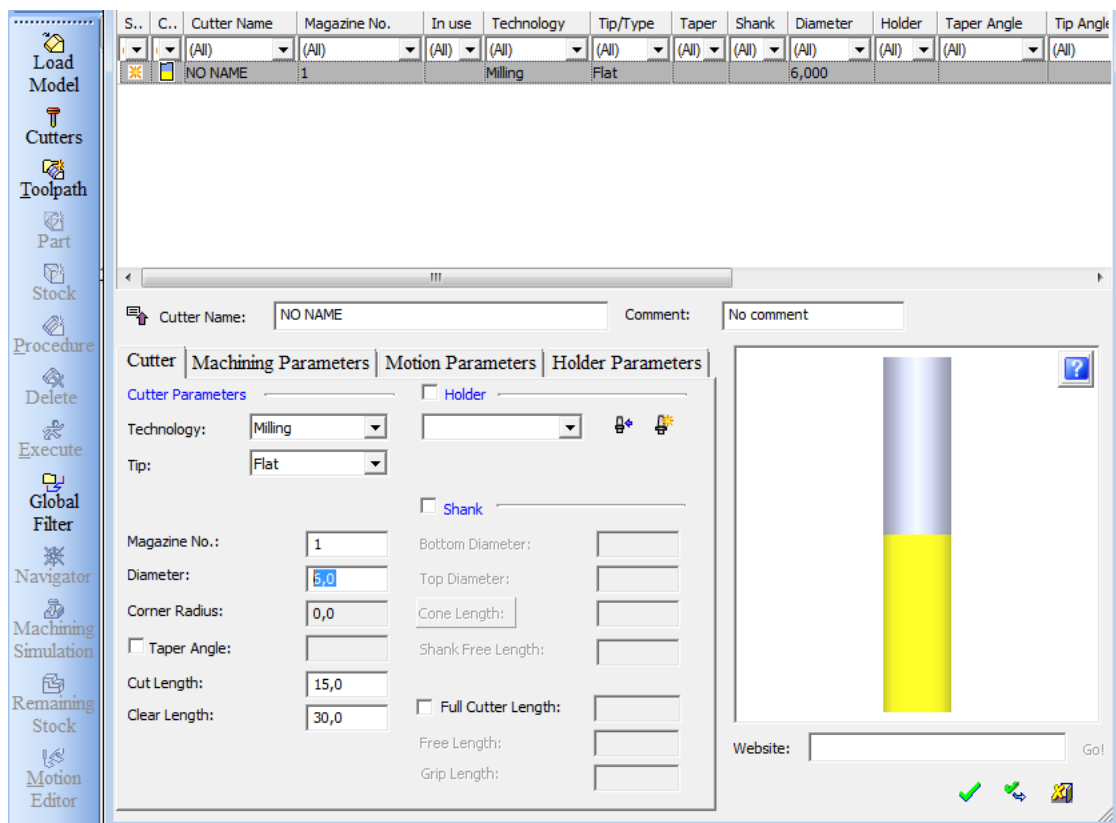 S.. C.. Cutter Name Magazine No. In use Technology Tip/Type Taper Shank Diameter Holder Taper Angle Tip Angle
(All) (All) (All) (All) (All) (All) (All) (All) (All) (All) (All)
NO NAME 1 Milling Flat 6,000
Load
Model
Cutters
Toolpath
Part
Stock
Procedure
Delete
Execute
Global
Filter
Navigator
Machining
Simulation
Remaining
Stock
Motion
Editor
Cutter Name: NO NAME Comment: No comment
Cutter Machining Parameters Motion Parameters Holder Parameters
Cutter Parameters Holder
Technology: Milling
Tip: Flat
Shank
Magazine No.: 1 Bottom Diameter:
Diameter: 6,0 Top Diameter:
Corner Radius: 0,0 Cone Length:
Taper Angle: Shank Free Length:
Cut Length: 15,0
Clear Length: 30,0 Full Cutter Length:
Free Length:
Grip Length:
?
Website: Go!